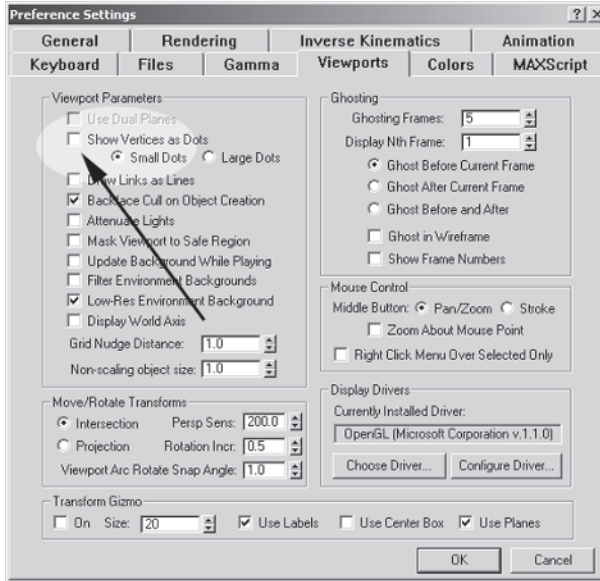 Preference Settings
General Rendering Inverse Kinematics Animation
Keyboard Files Gamma Viewports Colors MAXScript
Viewport Parameters
Use Dual Planes
Show Vertices as Dots
Small Dots Large Dots
Draw Links as Lines
Backface Cull on Object Creation
Attenuate Lights
Mask Viewport to Safe Region
Update Background While Playing
Filter Environment Backgrounds
Low-Res Environment Background
Display World Axis
Grid Nudge Distance: 1.0
Non-scaling object size: 1.0
Ghosting
Ghosting Frames: 5
Display Nth Frame: 1
Ghost Before Current Frame
Ghost After Current Frame
Ghost Before and After
Ghost in Wireframe
Show Frame Numbers
Mouse Control
Middle Button: Pan/Zoom Stroke
Zoom About Mouse Point
Right Click Menu Over Selected Only
Move/Rotate Transforms
Intersection Persp Sens: 200.0
Projection Rotation Incr: 0.5
Viewport Arc Rotate Snap Angle: 1.0
Display Drivers
Currently Installed Driver:
OpenGL (Microsoft Corporation v.1.1.0)
Choose Driver... Configure Driver...
Transform Gizmo
On Size: 20 Use Labels Use Center Box Use Planes
OK Cancel